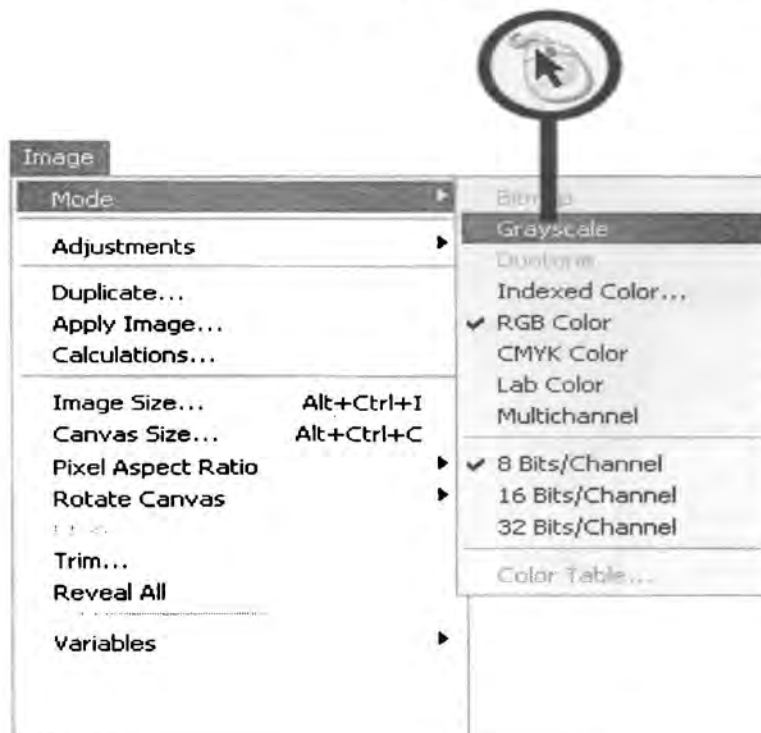 Image
Mode
Adjustments
Duplicate...
Apply Image...
Calculations...
Image Size... Alt+Ctrl+I
Canvas Size... Alt+Ctrl+C
Pixel Aspect Ratio
Rotate Canvas
Trim...
Reveal All
Variables
Bitmap
Grayscale
Duotone
Indexed Color...
RGB Color
CMYK Color
Lab Color
Multichannel
8 Bits/Channel
16 Bits/Channel
32 Bits/Channel
Color Table...